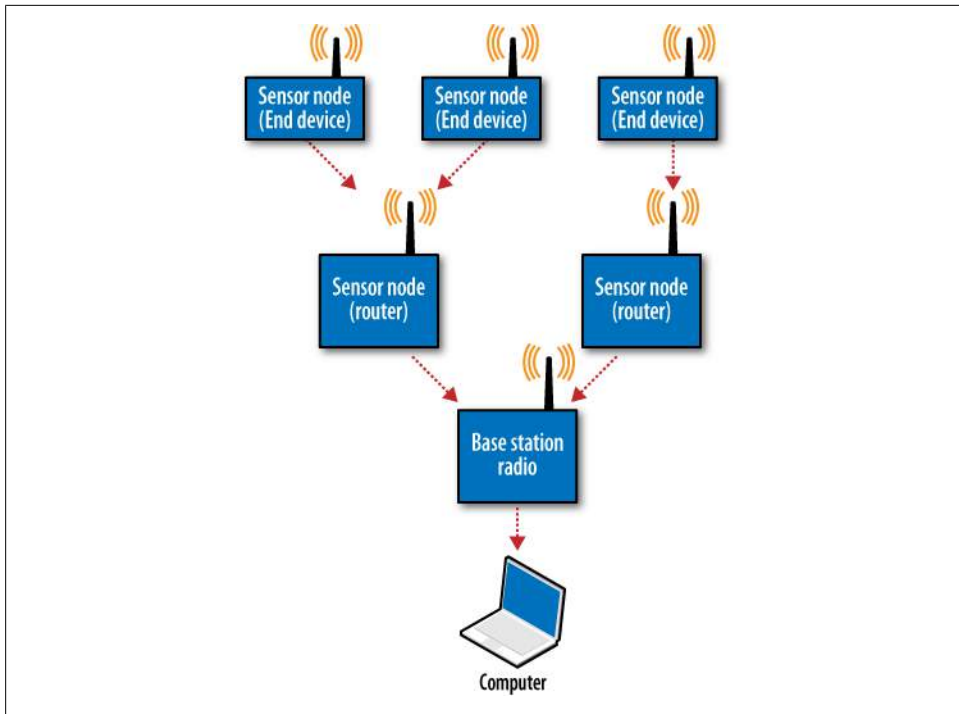 Sensor node
(End device)
Sensor node
(End device)
Sensor node
(End device)
Sensor node
(router)
Sensor node
(router)
Base station
radio
Computer